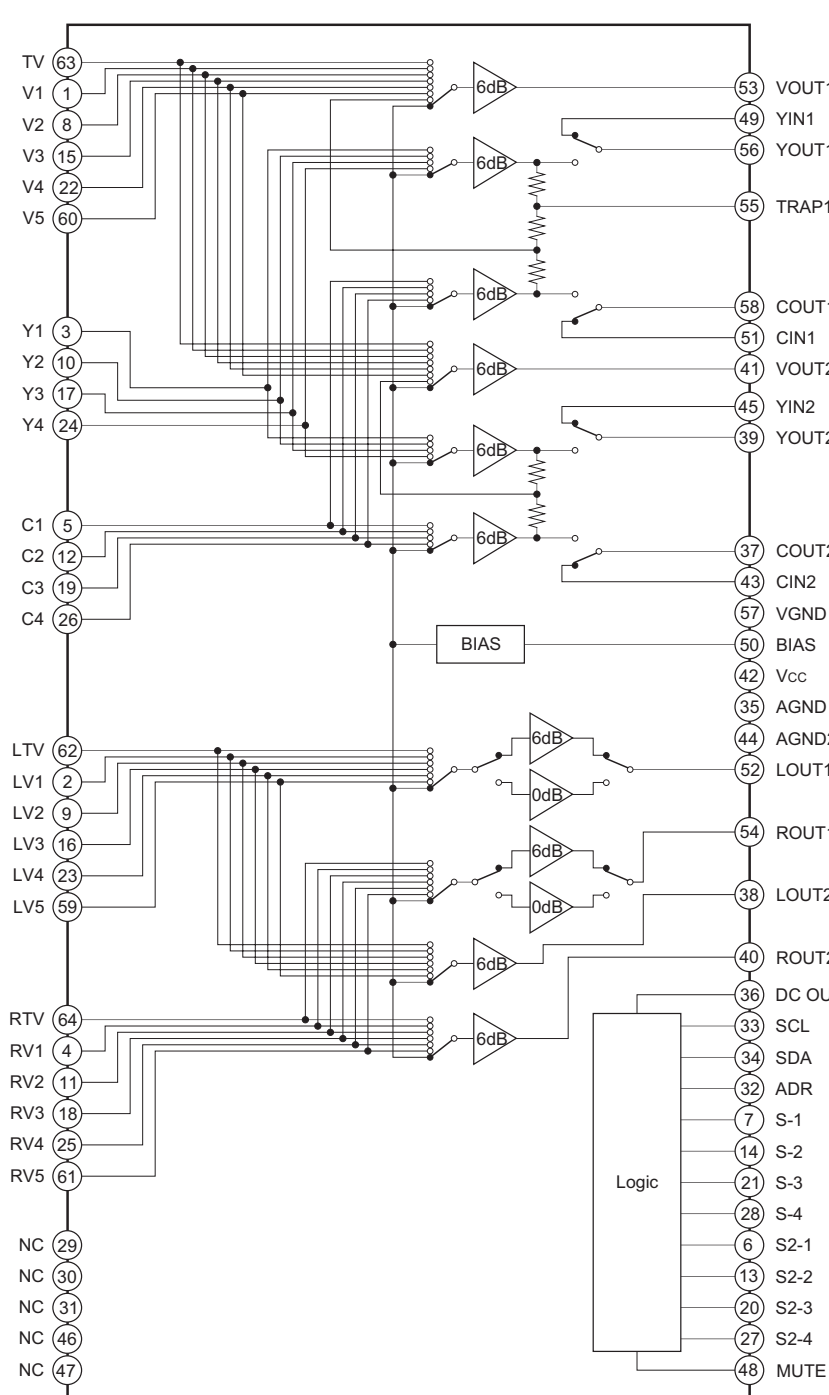 TV 63
V1 1
V2 8
V3 15
V4 22
V5 60
Y1 3
Y2 10
Y3 17
Y4 24
C1 5
C2 12
C3 19
C4 26
LTV 62
LV1 2
LV2 9
LV3 16
LV4 23
LV5 59
RTV 64
RV1 4
RV2 11
RV3 18
RV4 25
RV5 61
NC 29
NC 30
NC 31
NC 46
NC 47
6dB
6dB
6dB
6dB
6dB
6dB
BIAS
6dB
0dB
6dB
0dB
6dB
6dB
Logic
53 VOUT1
49 YIN1
56 YOUT1
55 TRAP1
58 COUT1
51 CIN1
41 VOUT2
45 YIN2
39 YOUT2
37 COUT2
43 CIN2
57 VGND
50 BIAS
42 Vcc
35 AGND
44 AGND2
52 LOUT1
54 ROUT1
38 LOUT2
40 ROUT2
36 DC OU
33 SCL
34 SDA
32 ADR
7 S-1
14 S-2
21 S-3
28 S-4
6 S2-1
13 S2-2
20 S2-3
27 S2-4
48 MUTE